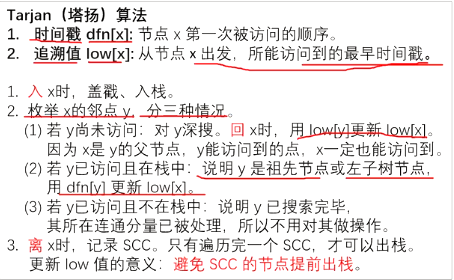 Tarjan（塔扬）算法
1. 时间戳 dfn[x]: 节点 x 第一次被访问的顺序。
2. 追溯值 low[x]: 从节点 x 出发，所能访问到的最早时间戳。
1. 入 x时，盖戳、入栈。
2. 枚举 x的邻点 y，分三种情况。
(1) 若 y尚未访问：对 y深搜。回 x时，用 low[y]更新 low[x]。
因为 x是 y的父节点，y能访问到的点，x一定也能访问到。
(2) 若 y已访问且在栈中：说明 y 是祖先节点或左子树节点，
用 dfn[y] 更新 low[x]。
(3) 若 y已访问且不在栈中：说明 y 已搜索完毕，
其所在连通分量已被处理，所以不用对其做操作。
3. 离 x时，记录 SCC。只有遍历完一个 SCC，才可以出栈。
更新 low 值的意义：避免 SCC 的节点提前出栈。